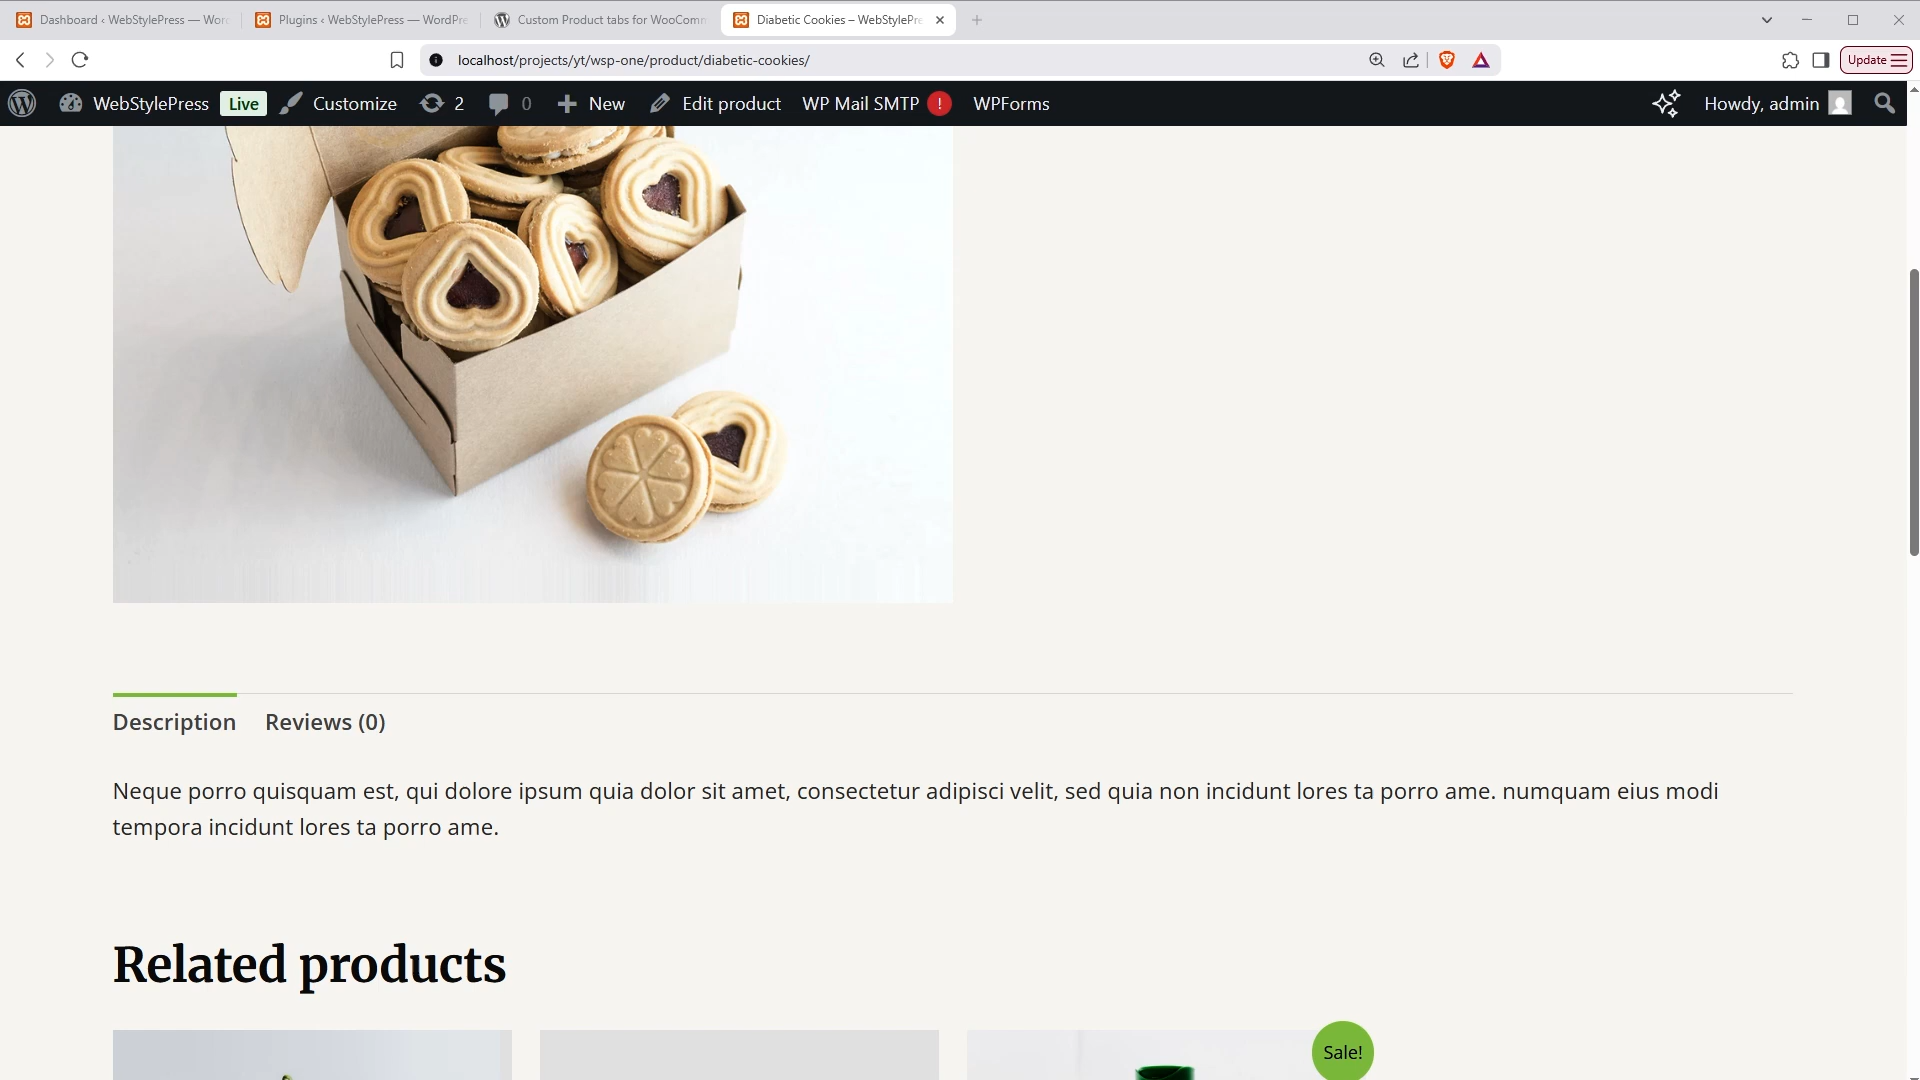 Dashboard ‹ WebStylePress — Wor
Plugins ‹ WebStylePress — WordPre
Custom Product tabs for WooComm
Diabetic Cookies – WebStylePre
localhost/projects/yt/wsp-one/product/diabetic-cookies/
Update
WebStylePress
Live
Customize
2
0
New
Edit product
WP Mail SMTP
!
WPForms
Howdy, admin
Description
Reviews (0)
Neque porro quisquam est, qui dolore ipsum quia dolor sit amet, consectetur adipisci velit, sed quia non incidunt lores ta porro ame. numquam eius modi
tempora incidunt lores ta porro ame.
Related products
Sale!